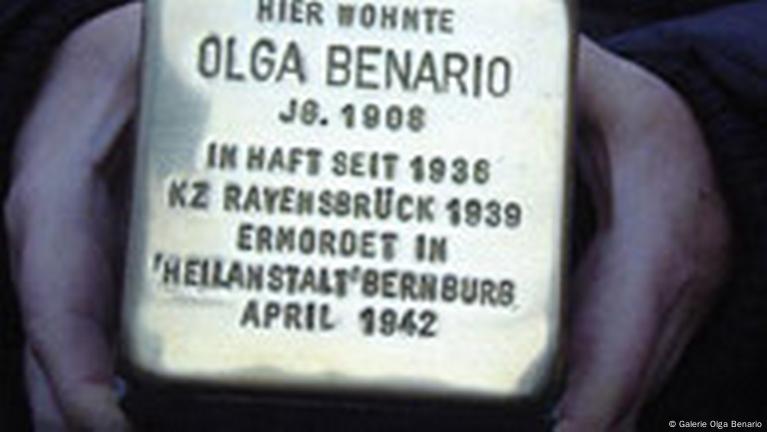 HIER WOHNTE
OLGA BENARIO
JG. 1908
IN HAFT SEIT 1936
KZ RAVENSBRÜCK 1939
ERMORDET IN
'HEILANSTALT' BERNBURG
APRIL 1942
© Galerie Olga Benario